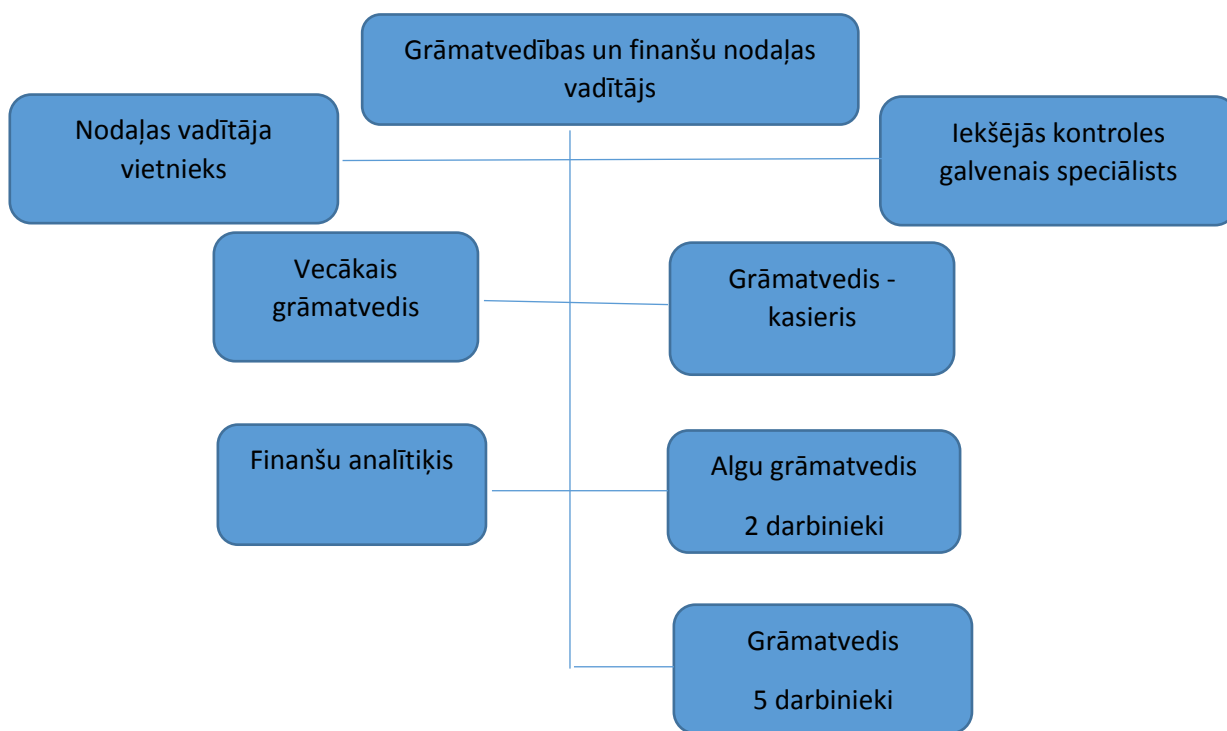 Grāmatvedības un finanšu nodaļas
vadītājs
Nodaļas vadītāja
vietnieks
Iekšējās kontroles
galvenais speciālists
Vecākais
grāmatvedis
Grāmatvedis -
kasieris
Finanšu analītiķis
Algu grāmatvedis
2 darbinieki
Grāmatvedis
5 darbinieki